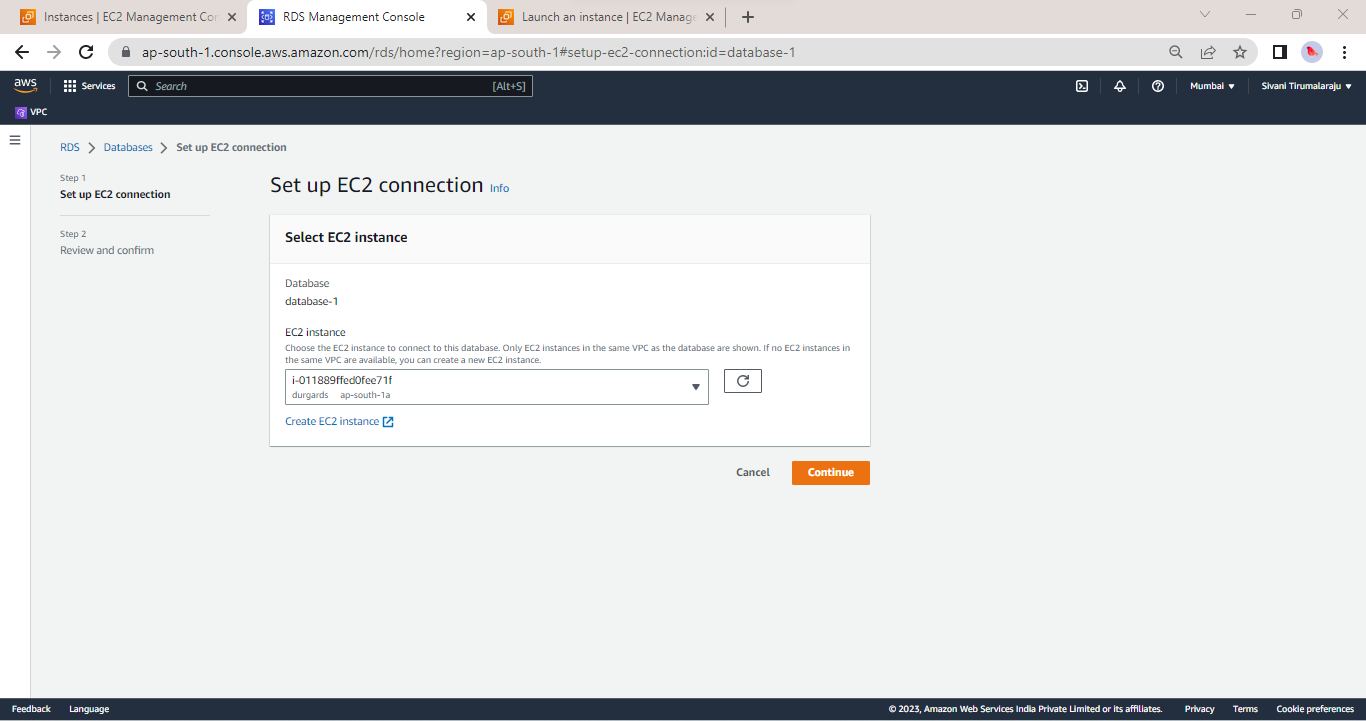 Instances | EC2 Management Con
RDS Management Console
Launch an instance | EC2 Manage
ap-south-1.console.aws.amazon.com/rds/home?region=ap-south-1#setup-ec2-connection:id=database-1
aws
Services
Search
[Alt+S]
Mumbai
Sivani Tirumalaraju
VPC
RDS
Databases
Set up EC2 connection
Step 1
Set up EC2 connection
Step 2
Review and confirm
Set up EC2 connection Info
Select EC2 instance
Database
database-1
EC2 instance
Choose the EC2 instance to connect to this database. Only EC2 instances in the same VPC as the database are shown. If no EC2 instances in
the same VPC are available, you can create a new EC2 instance.
i-011889ffed0fee71f
durgards ap-south-1a
Create EC2 instance
Cancel
Continue
Feedback
Language
© 2023, Amazon Web Services India Private Limited or its affiliates.
Privacy
Terms
Cookie preferences